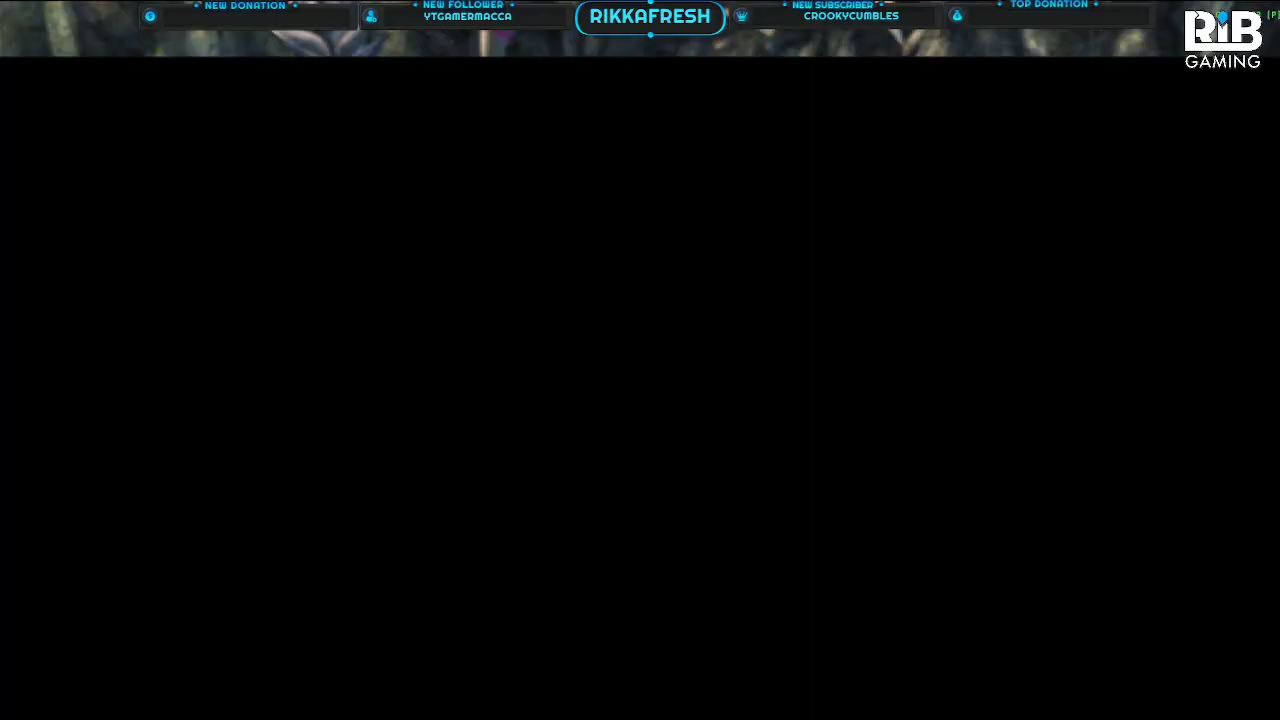 NEW DONATION
NEW FOLLOWER
YTGAMERMACCA
RIKKAFRESH
NEW SUBSCRIBER
CROOKYCUMBLES
TOP DONATION
RIB
GAMING